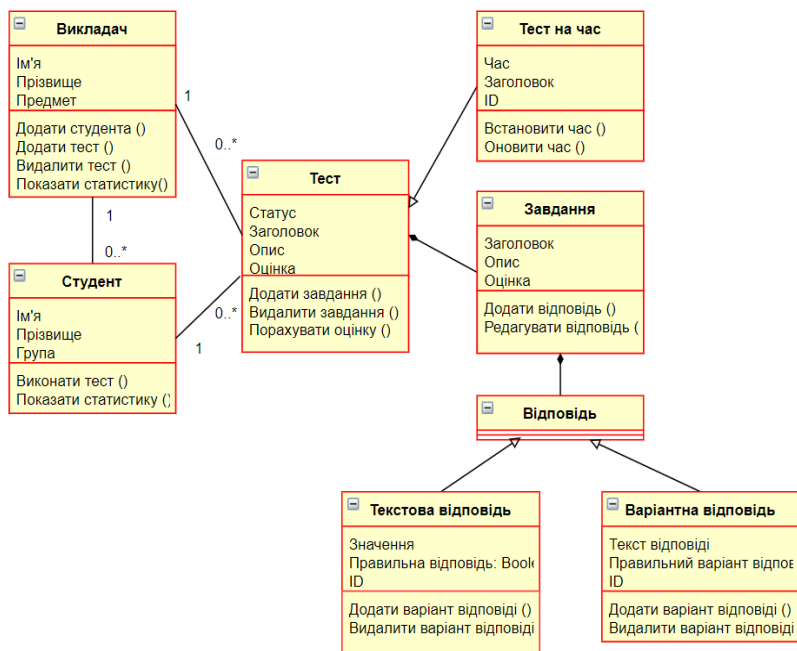 Викладач
Ім'я
Прізвище
Предмет
Додати студента ()
Додати тест ()
Видалити тест ()
Показати статистику()
1
0..*
1
0..*
Студент
Ім'я
Прізвище
Група
Виконати тест ()
Показати статистику ()
0..*
1
Тест
Статус
Заголовок
Опис
Оцінка
Додати завдання ()
Видалити завдання ()
Порахувати оцінку ()
Тест на час
Час
Заголовок
ID
Встановити час ()
Оновити час ()
Завдання
Заголовок
Опис
Оцінка
Додати відповідь ()
Редагувати відповідь (
Відповідь
Текстова відповідь
Значення
Правильна відповідь: Boole
ID
Додати варіант відповіді ()
Видалити варіант відповіді
Варіантна відповідь
Текст відповіді
Правильний варіант відпов
ID
Додати варіант відповіді ()
Видалити варіант відповіді